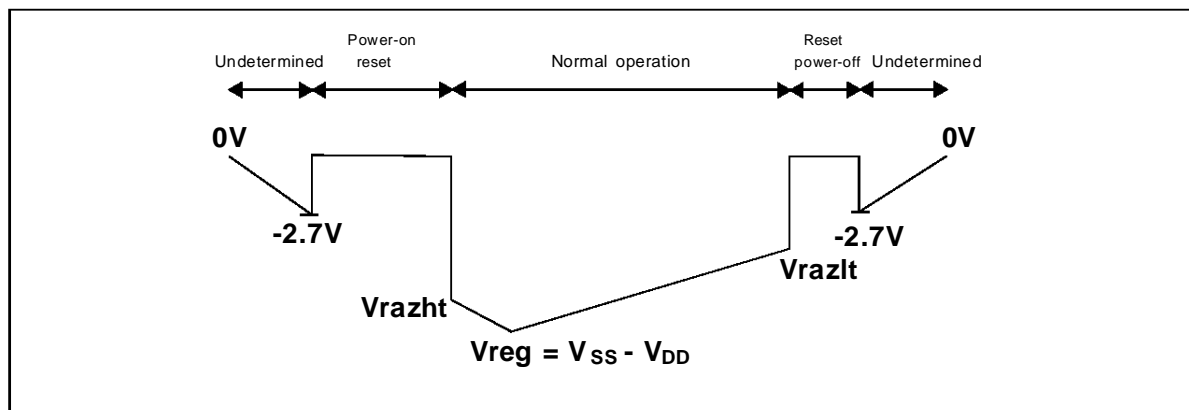 Power-on
Reset
Undetermined
reset
Normal operation
power-off
Undetermined
0V
0V
-2.7V
-2.7V
Vrazlt
Vrazht
Vreg = VSS - VDD